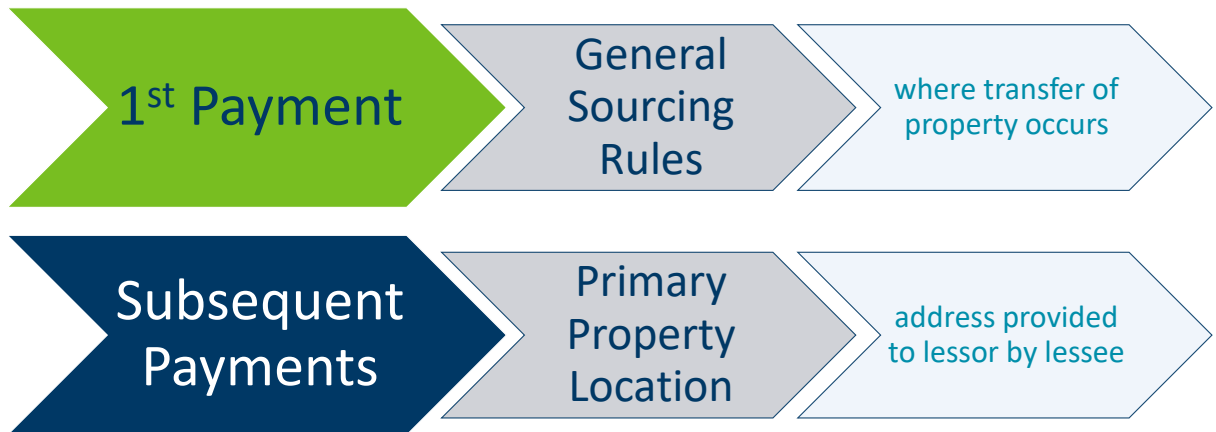 1st Payment
General
Sourcing
Rules
where transfer of
property occurs
Subsequent
Payments
Primary
Property
Location
address provided
to lessor by lessee